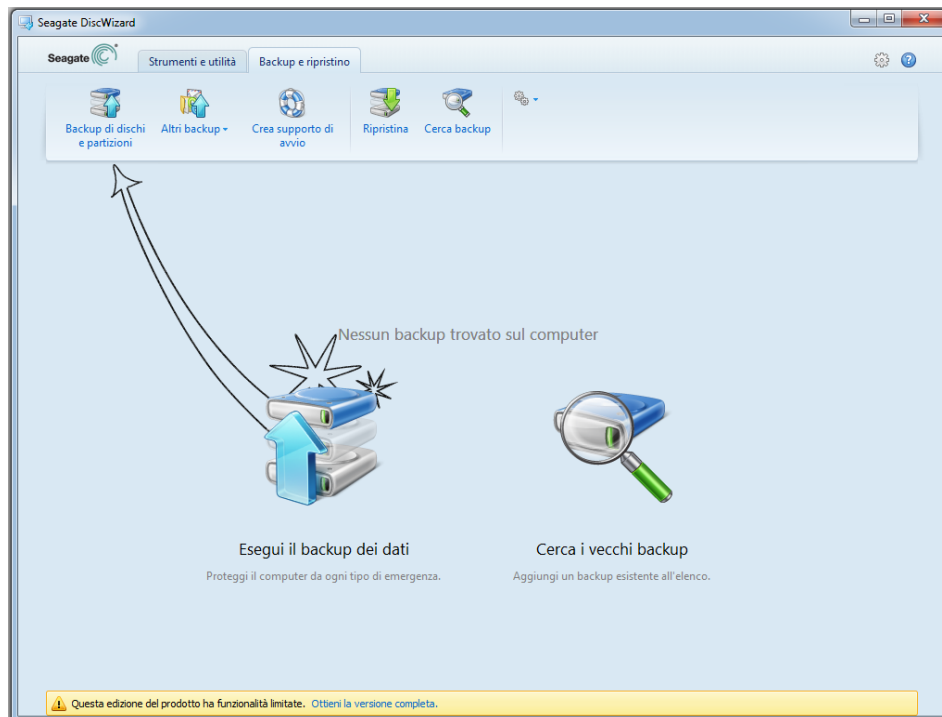 Seagate DiscWizard
Seagate
Strumenti e utilità
Backup e ripristino
Backup di dischi
e partizioni
Altri backup
Crea supporto di
avvio
Ripristina
Cerca backup
Nessun backup trovato sul computer
Esegui il backup dei dati
Proteggi il computer da ogni tipo di emergenza.
Cerca i vecchi backup
Aggiungi un backup esistente all'elenco.
Questa edizione del prodotto ha funzionalità limitate. Ottieni la versione completa.